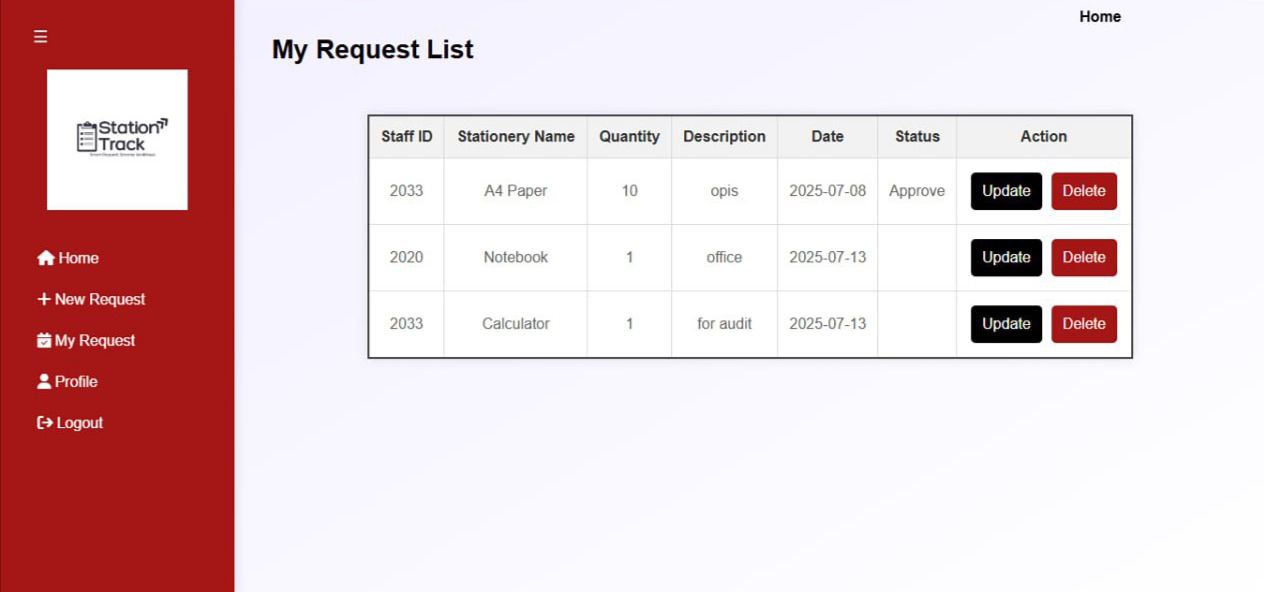 ☰
Home
My Request List
Station
Track
Home
New Request
My Request
Profile
Logout
Staff ID Stationery Name Quantity Description Date Status Action
2033 A4 Paper 10 opis 2025-07-08 Approve Update Delete
2020 Notebook 1 office 2025-07-13 Update Delete
2033 Calculator 1 for audit 2025-07-13 Update Delete